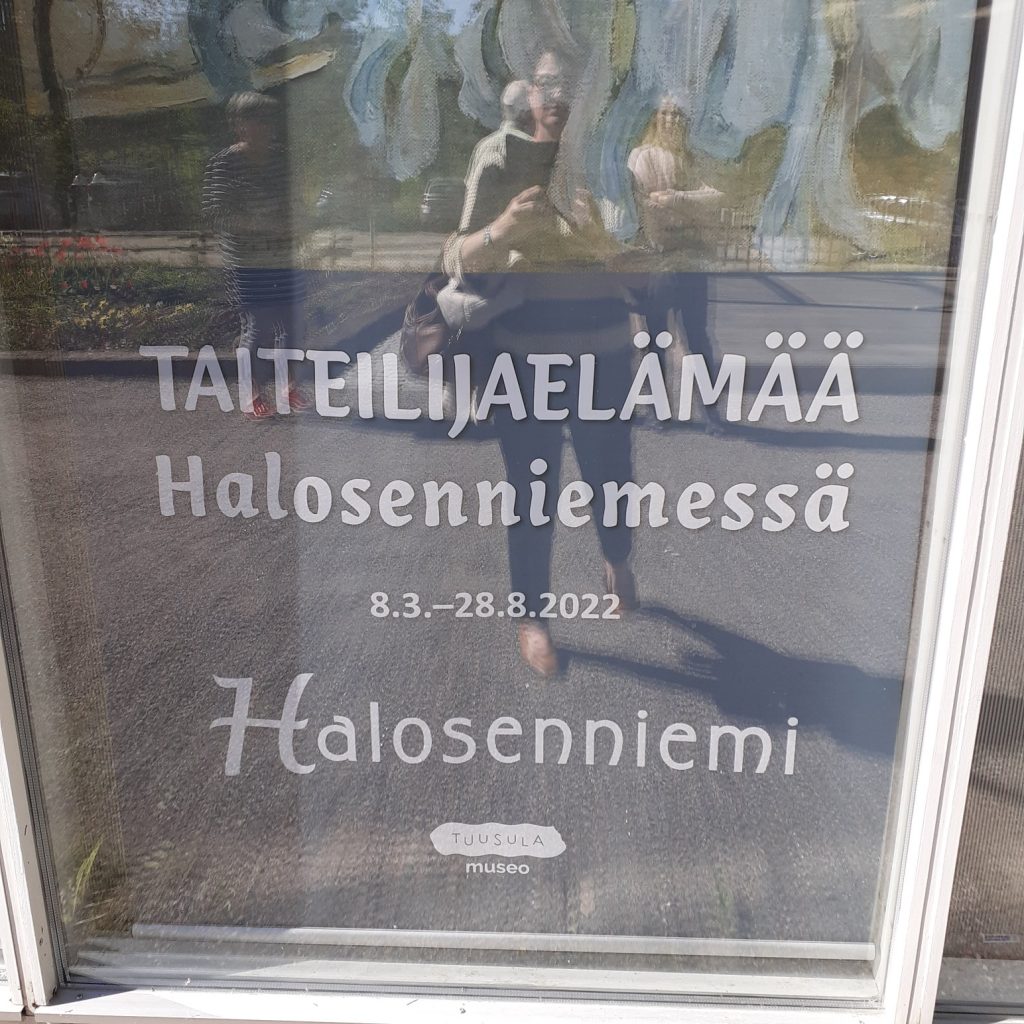 TAITEILIJAELÄMÄÄ
Halosenniemessä
8.3.–28.8.2022
Halosenniemi
TUUSULA
museo